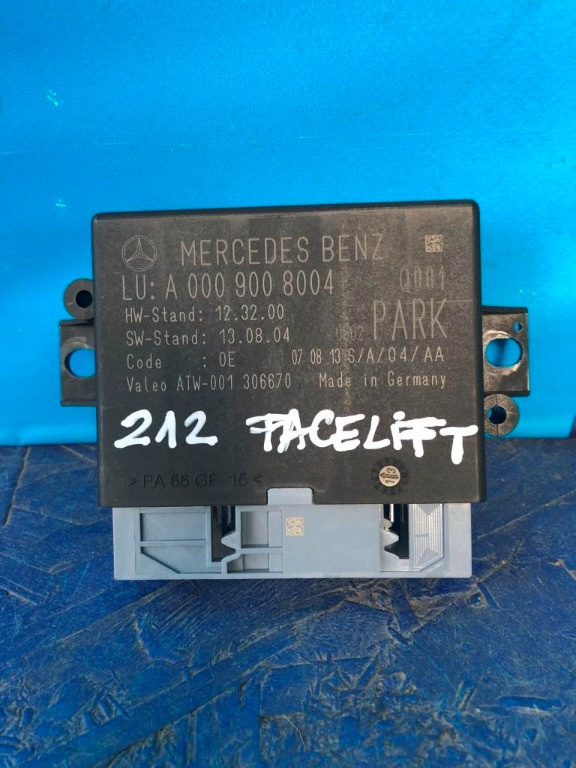 MERCEDES BENZ
LU: A 000 900 8004 Q001
HW-Stand: 12.32.00
SW-Stand: 13.08.04 PARK
Code : 0E 07 08 13 S/A/04/AA
Valeo ATW-001 306670 Made in Germany
212 FACELIFT
> PA 66 GF 15 <